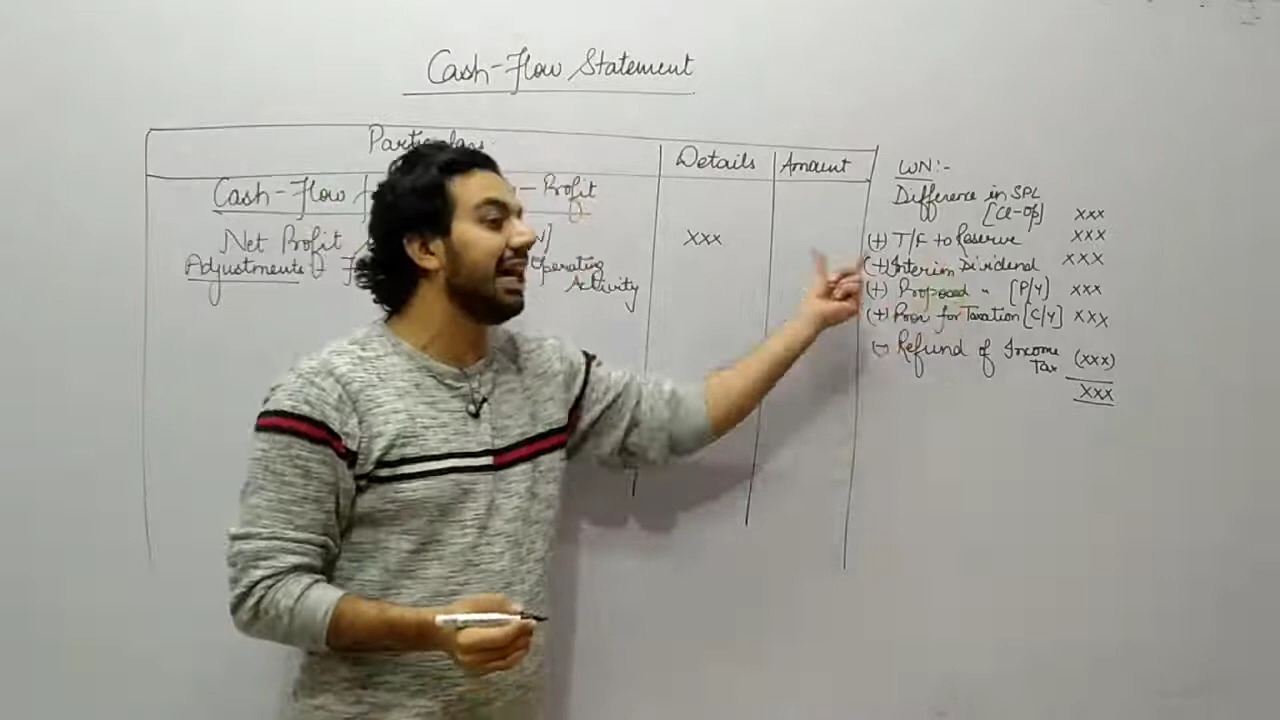 Cash-Flow Statement
Particulars
Details
Amount
Cash-Flow - Profit
Net Profit xxx
Adjustments Operating
Activity
WN:-
Difference in SPL
[Cl-Op] xxx
(+) T/F to Reserve xxx
(+) Interim Dividend xxx
(+) Proposed " [P/Y] xxx
(+) Prov for Taxation [C/Y] xxx
(-) Refund of Income
Tax (xxx)
xxx